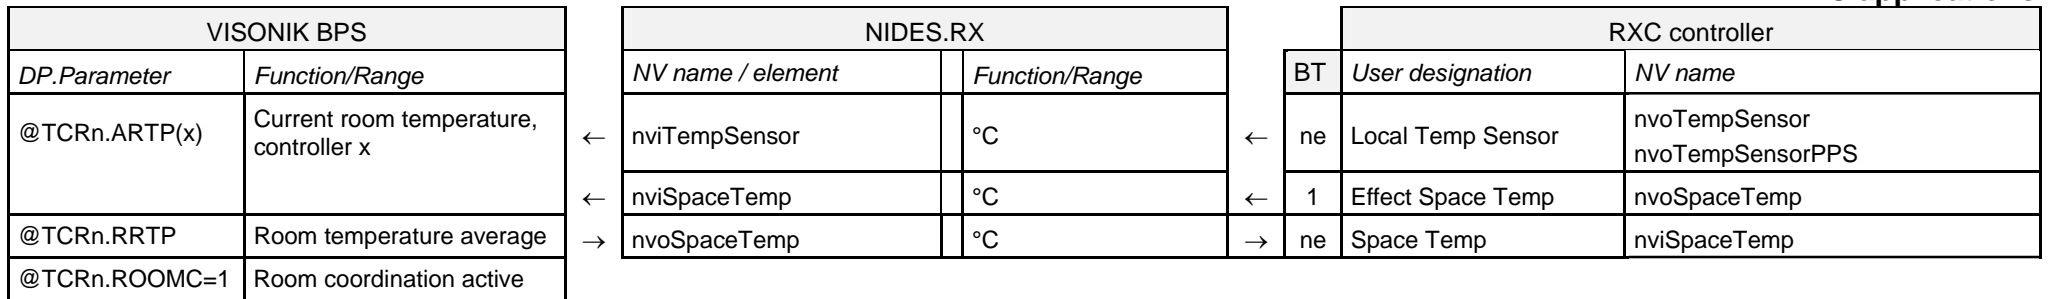 VISONIK BPS NIDES.RX RXC controller
DP.Parameter Function/Range NV name / element Function/Range BT User designation NV name
@TCRn.ARTP(x) Current room temperature, controller x ← nviTempSensor °C ← ne Local Temp Sensor nvoTempSensor nvoTempSensorPPS
← nviSpaceTemp °C ← 1 Effect Space Temp nvoSpaceTemp
@TCRn.RRTP Room temperature average → nvoSpaceTemp °C → ne Space Temp nviSpaceTemp
@TCRn.ROOMC=1 Room coordination active